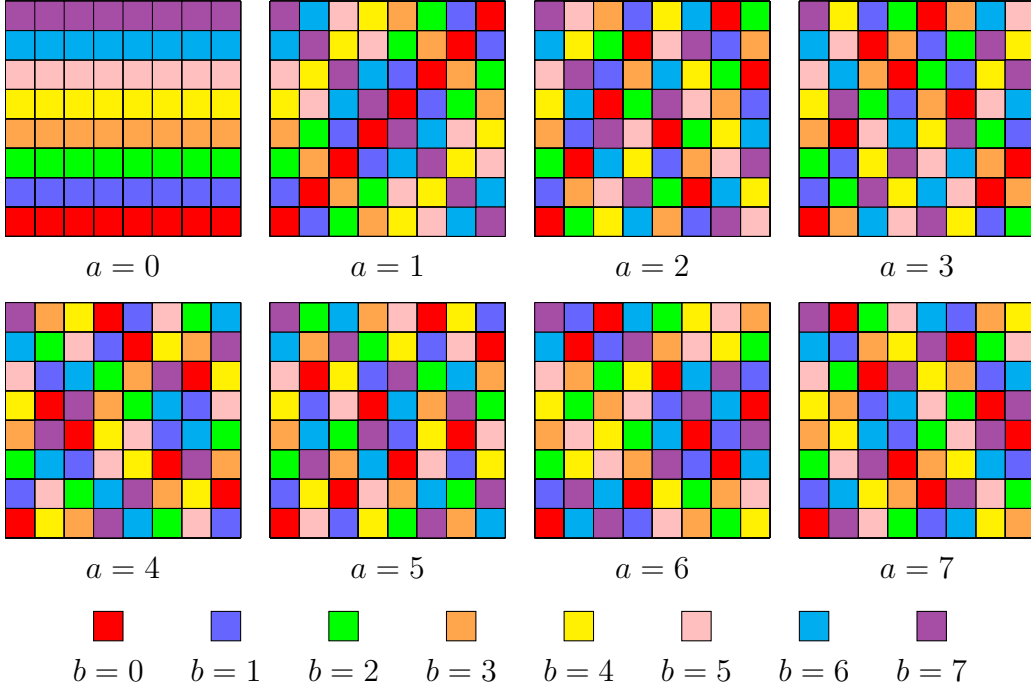 a = 0 a = 1 a = 2 a = 3
a = 4 a = 5 a = 6 a = 7
b = 0 b = 1 b = 2 b = 3 b = 4 b = 5 b = 6 b = 7